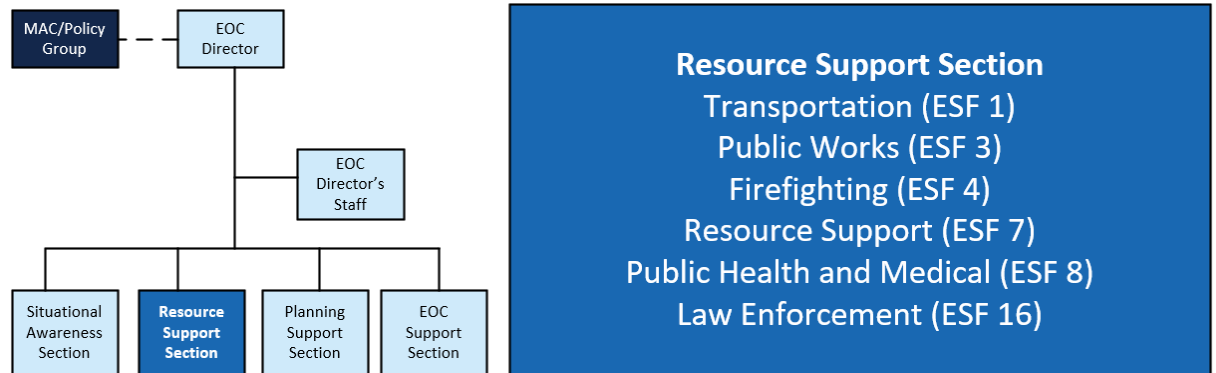 MAC/Policy
Group
EOC
Director
EOC
Director’s
Staff
Situational
Awareness
Section
Resource
Support
Section
Planning
Support
Section
EOC
Support
Section
Resource Support Section
Transportation (ESF 1)
Public Works (ESF 3)
Firefighting (ESF 4)
Resource Support (ESF 7)
Public Health and Medical (ESF 8)
Law Enforcement (ESF 16)